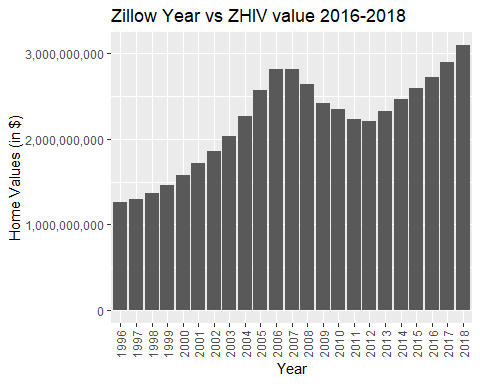 Zillow Year vs ZHIV value 2016-2018
Home Values (in $)
3,000,000,000
2,000,000,000
1,000,000,000
0
1996 1997 1998 1999 2000 2001 2002 2003 2004 2005 2006 2007 2008 2009 2010 2011 2012 2013 2014 2015 2016 2017 2018
Year